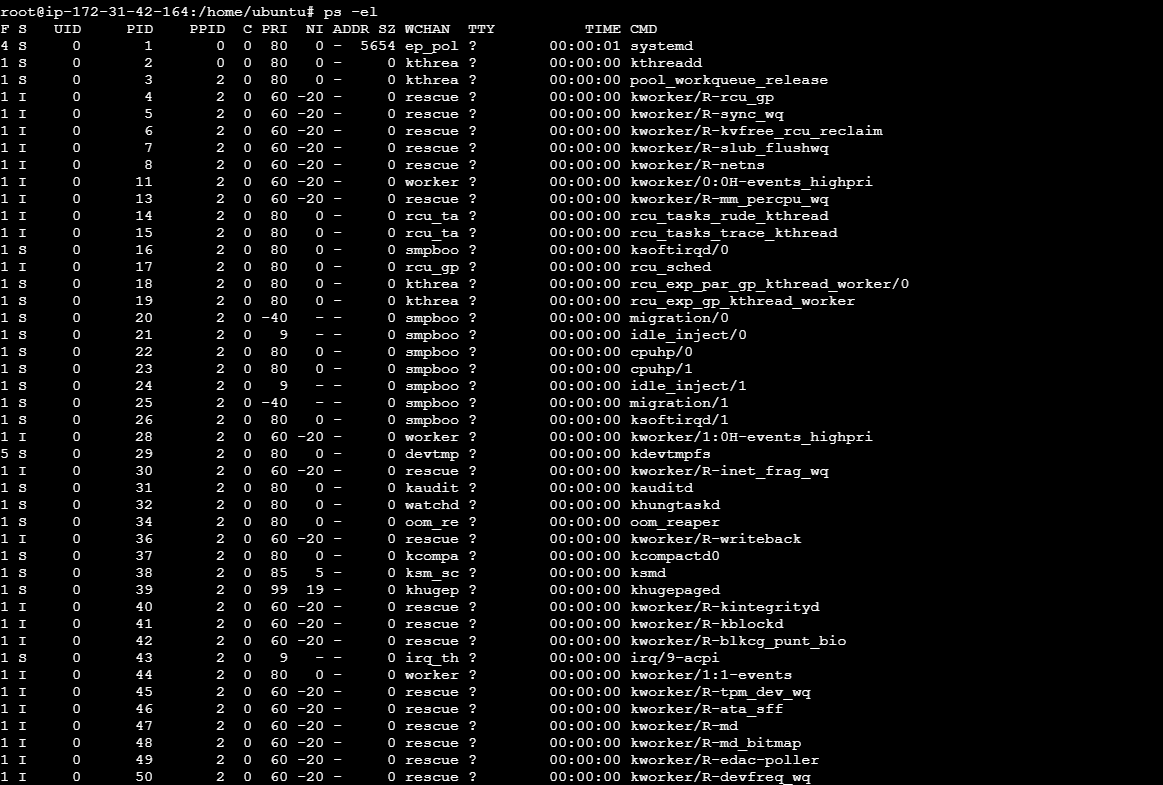 root@ip-172-31-42-164:/home/ubuntu# ps -el
F S   UID     PID    PPID  C PRI  NI ADDR SZ WCHAN  TTY          TIME CMD
4 S     0       1       0  0  80   0 -  5654 ep_pol ?        00:00:01 systemd
1 S     0       2       0  0  80   0 -     0 kthrea ?        00:00:00 kthreadd
1 S     0       3       2  0  80   0 -     0 kthrea ?        00:00:00 pool_workqueue_release
1 I     0       4       2  0  60 -20 -     0 rescue ?        00:00:00 kworker/R-rcu_gp
1 I     0       5       2  0  60 -20 -     0 rescue ?        00:00:00 kworker/R-sync_wq
1 I     0       6       2  0  60 -20 -     0 rescue ?        00:00:00 kworker/R-kvfree_rcu_reclaim
1 I     0       7       2  0  60 -20 -     0 rescue ?        00:00:00 kworker/R-slub_flushwq
1 I     0       8       2  0  60 -20 -     0 rescue ?        00:00:00 kworker/R-netns
1 I     0      11       2  0  60 -20 -     0 worker ?        00:00:00 kworker/0:0H-events_highpri
1 I     0      13       2  0  60 -20 -     0 rescue ?        00:00:00 kworker/R-mm_percpu_wq
1 I     0      14       2  0  80   0 -     0 rcu_ta ?        00:00:00 rcu_tasks_rude_kthread
1 I     0      15       2  0  80   0 -     0 rcu_ta ?        00:00:00 rcu_tasks_trace_kthread
1 S     0      16       2  0  80   0 -     0 smpboo ?        00:00:00 ksoftirqd/0
1 I     0      17       2  0  80   0 -     0 rcu_gp ?        00:00:00 rcu_sched
1 S     0      18       2  0  80   0 -     0 kthrea ?        00:00:00 rcu_exp_par_gp_kthread_worker/0
1 S     0      19       2  0  80   0 -     0 kthrea ?        00:00:00 rcu_exp_gp_kthread_worker
1 S     0      20       2  0 -40   - -     0 smpboo ?        00:00:00 migration/0
1 S     0      21       2  0   9   - -     0 smpboo ?        00:00:00 idle_inject/0
1 S     0      22       2  0  80   0 -     0 smpboo ?        00:00:00 cpuhp/0
1 S     0      23       2  0  80   0 -     0 smpboo ?        00:00:00 cpuhp/1
1 S     0      24       2  0   9   - -     0 smpboo ?        00:00:00 idle_inject/1
1 S     0      25       2  0 -40   - -     0 smpboo ?        00:00:00 migration/1
1 S     0      26       2  0  80   0 -     0 smpboo ?        00:00:00 ksoftirqd/1
1 I     0      28       2  0  60 -20 -     0 worker ?        00:00:00 kworker/1:0H-events_highpri
5 S     0      29       2  0  80   0 -     0 devtmp ?        00:00:00 kdevtmpfs
1 I     0      30       2  0  60 -20 -     0 rescue ?        00:00:00 kworker/R-inet_frag_wq
1 S     0      31       2  0  80   0 -     0 kaudit ?        00:00:00 kauditd
1 S     0      32       2  0  80   0 -     0 watchd ?        00:00:00 khungtaskd
1 S     0      34       2  0  80   0 -     0 oom_re ?        00:00:00 oom_reaper
1 I     0      36       2  0  60 -20 -     0 rescue ?        00:00:00 kworker/R-writeback
1 S     0      37       2  0  80   0 -     0 kcompa ?        00:00:00 kcompactd0
1 S     0      38       2  0  85   5 -     0 ksm_sc ?        00:00:00 ksmd
1 S     0      39       2  0  99  19 -     0 khugep ?        00:00:00 khugepaged
1 I     0      40       2  0  60 -20 -     0 rescue ?        00:00:00 kworker/R-kintegrityd
1 I     0      41       2  0  60 -20 -     0 rescue ?        00:00:00 kworker/R-kblockd
1 I     0      42       2  0  60 -20 -     0 rescue ?        00:00:00 kworker/R-blkcg_punt_bio
1 S     0      43       2  0   9   - -     0 irq_th ?        00:00:00 irq/9-acpi
1 I     0      44       2  0  80   0 -     0 worker ?        00:00:00 kworker/1:1-events
1 I     0      45       2  0  60 -20 -     0 rescue ?        00:00:00 kworker/R-tpm_dev_wq
1 I     0      46       2  0  60 -20 -     0 rescue ?        00:00:00 kworker/R-ata_sff
1 I     0      47       2  0  60 -20 -     0 rescue ?        00:00:00 kworker/R-md
1 I     0      48       2  0  60 -20 -     0 rescue ?        00:00:00 kworker/R-md_bitmap
1 I     0      49       2  0  60 -20 -     0 rescue ?        00:00:00 kworker/R-edac-poller
1 I     0      50       2  0  60 -20 -     0 rescue ?        00:00:00 kworker/R-devfreq_wq